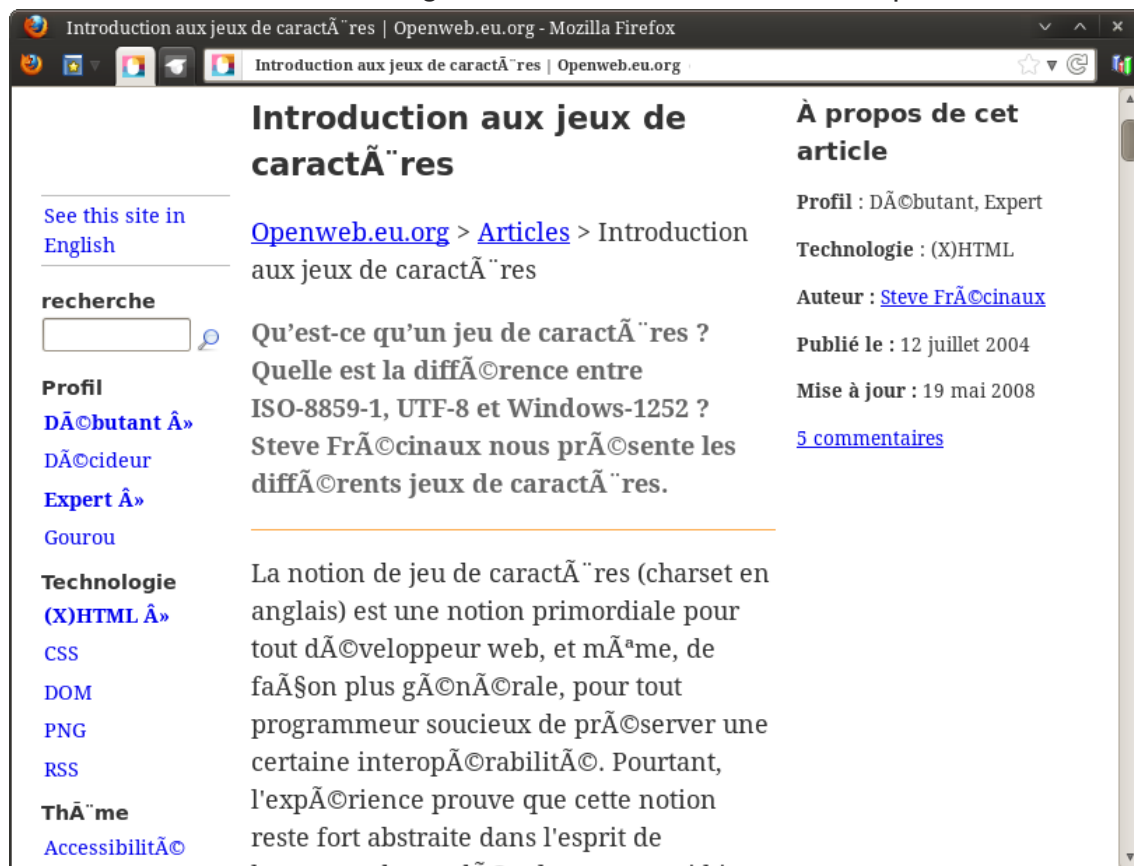 Introduction aux jeux de caractÃ¨res | Openweb.eu.org - Mozilla Firefox
Introduction aux jeux de caractÃ¨res | Openweb.eu.org
See this site in
English
recherche
Profil
DÃ©butant Â»
DÃ©cideur
Expert Â»
Gourou
Technologie
(X)HTML Â»
CSS
DOM
PNG
RSS
ThÃ¨me
AccessibilitÃ©
Introduction aux jeux de
caractÃ¨res
Openweb.eu.org > Articles > Introduction
aux jeux de caractÃ¨res
Qu’est-ce qu’un jeu de caractÃ¨res ?
Quelle est la diffÃ©rence entre
ISO-8859-1, UTF-8 et Windows-1252 ?
Steve FrÃ©cinaux nous prÃ©sente les
diffÃ©rents jeux de caractÃ¨res.
La notion de jeu de caractÃ¨res (charset en
anglais) est une notion primordiale pour
tout dÃ©veloppeur web, et mÃªme, de
faÃ§on plus gÃ©nÃ©rale, pour tout
programmeur soucieux de prÃ©server une
certaine interopÃ©rabilitÃ©. Pourtant,
l'expÃ©rience prouve que cette notion
reste fort abstraite dans l'esprit de
À propos de cet
article
Profil : DÃ©butant, Expert
Technologie : (X)HTML
Auteur : Steve FrÃ©cinaux
Publié le : 12 juillet 2004
Mise à jour : 19 mai 2008
5 commentaires